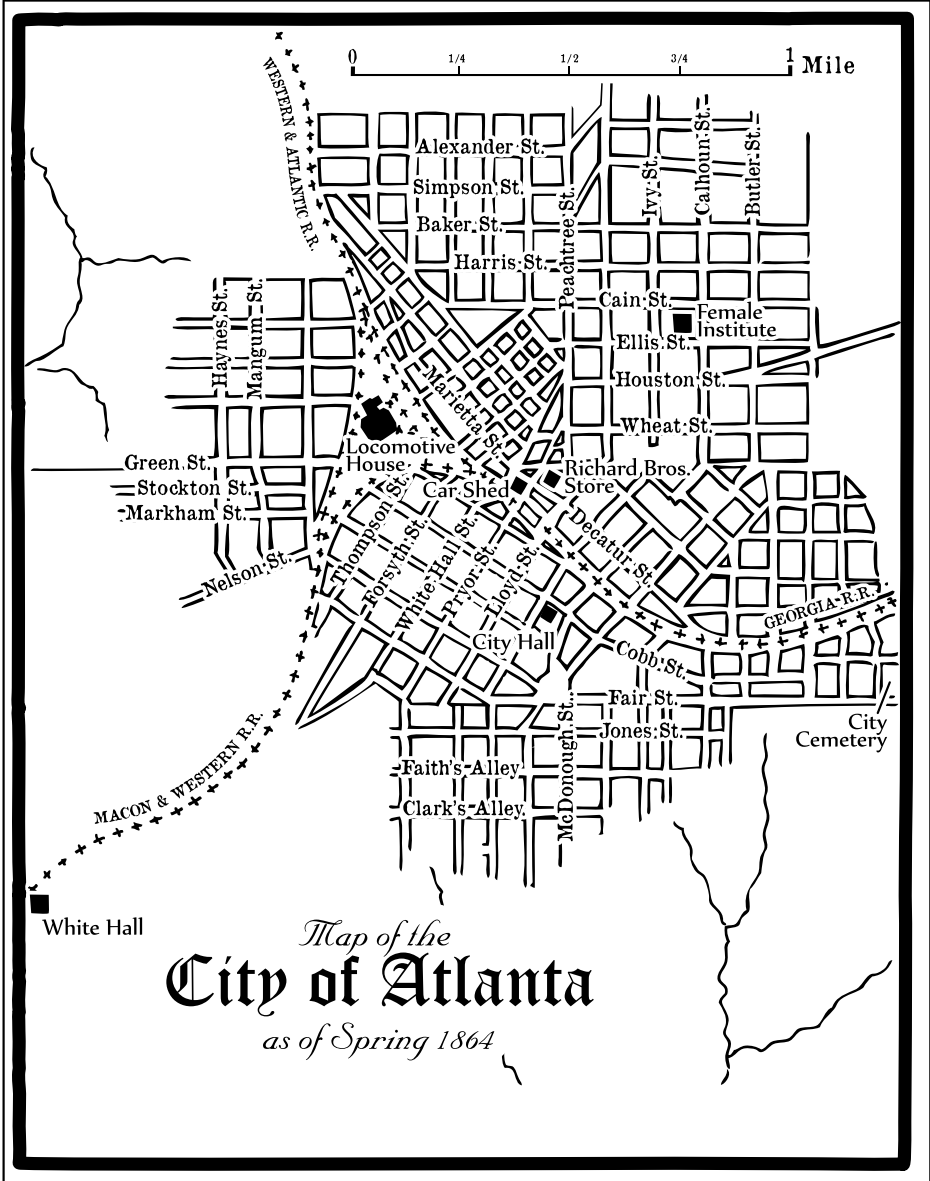 0 1/4 1/2 3/4 1 Mile
WESTERN & ATLANTIC R.R.
Alexander St.
Simpson St.
Baker St.
Harris St.
Peachtree St.
Ivy St.
Calhoun St.
Butler St.
Cain St.
Female
Institute
Ellis St.
Houston St.
Wheat St.
Haynes St.
Mangum St.
Marietta St.
Locomotive
House
Green St.
Stockton St.
Markham St.
Nelson St.
Car Shed
Richard Bros.
Store
Thompson St.
Forsyth St.
White Hall St.
Pryor St.
Lloyd St.
Decatur St.
City Hall
GEORGIA R.R.
Cobb St.
Fair St.
Jones St.
McDonough St.
City
Cemetery
Faith's Alley
Clark's Alley.
MACON & WESTERN R.R.
White Hall
Map of the
City of Atlanta
as of Spring 1864